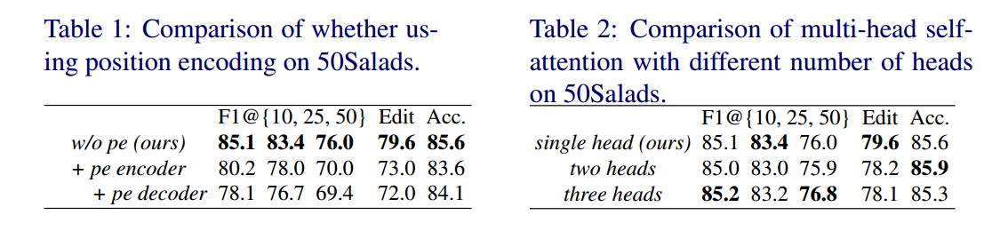 Table 1: Comparison of whether us-
ing position encoding on 50Salads.
F1@{10, 25, 50} Edit Acc.
w/o pe (ours) 85.1 83.4 76.0 79.6 85.6
+ pe encoder 80.2 78.0 70.0 73.0 83.6
+ pe decoder 78.1 76.7 69.4 72.0 84.1
Table 2: Comparison of multi-head self-
attention with different number of heads
on 50Salads.
F1@{10, 25, 50} Edit Acc.
single head (ours) 85.1 83.4 76.0 79.6 85.6
two heads 85.0 83.0 75.9 78.2 85.9
three heads 85.2 83.2 76.8 78.1 85.3